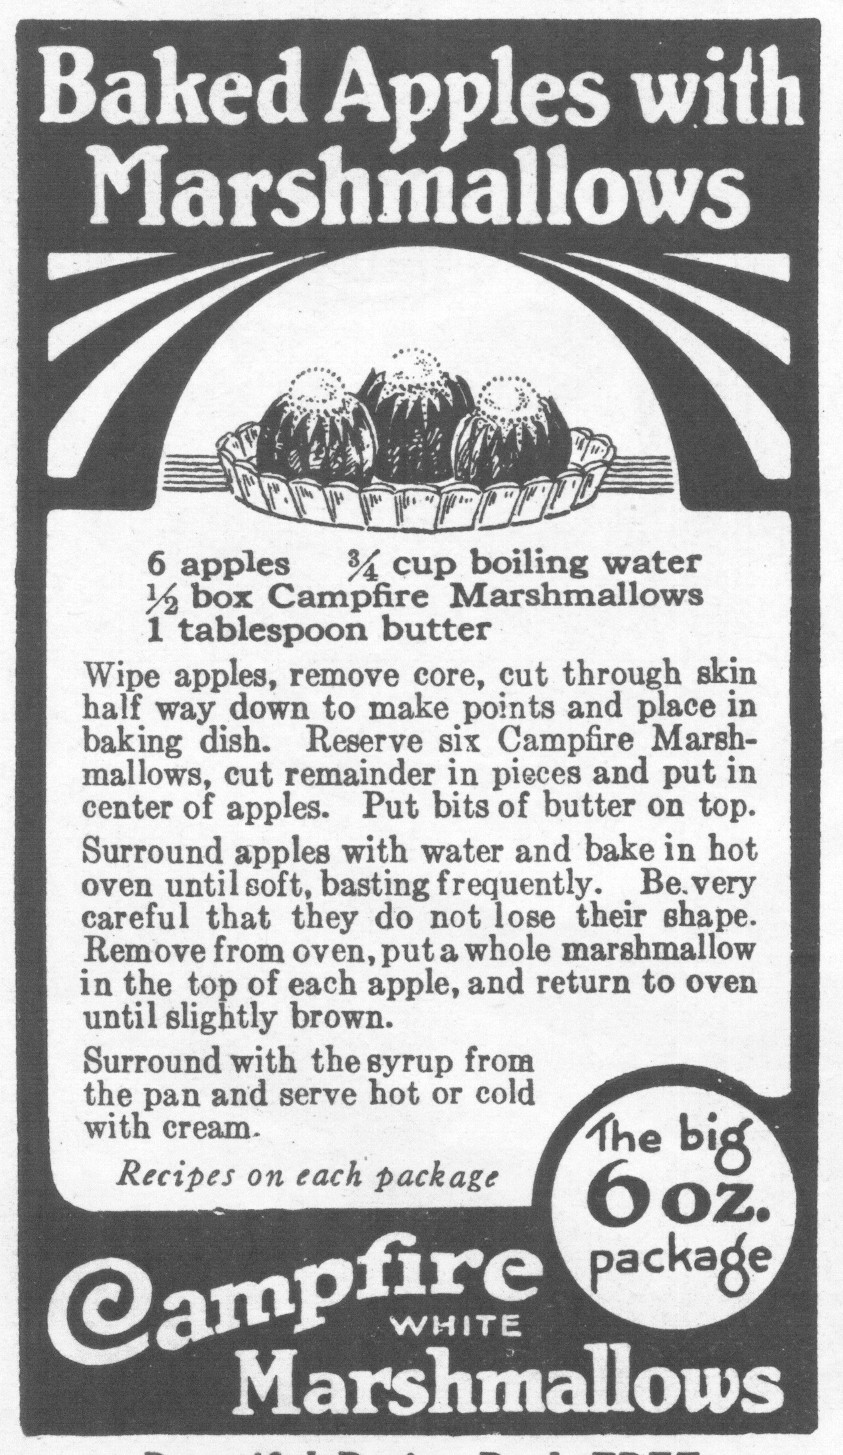 Baked Apples with
Marshmallows
6 apples ¾ cup boiling water
½ box Campfire Marshmallows
1 tablespoon butter
Wipe apples, remove core, cut through skin
half way down to make points and place in
baking dish. Reserve six Campfire Marsh-
mallows, cut remainder in pieces and put in
center of apples. Put bits of butter on top.
Surround apples with water and bake in hot
oven until soft, basting frequently. Be very
careful that they do not lose their shape.
Remove from oven, put a whole marshmallow
in the top of each apple, and return to oven
until slightly brown.
Surround with the syrup from
the pan and serve hot or cold
with cream.
Recipes on each package
The big
6 oz.
package
Campfire
WHITE
Marshmallows